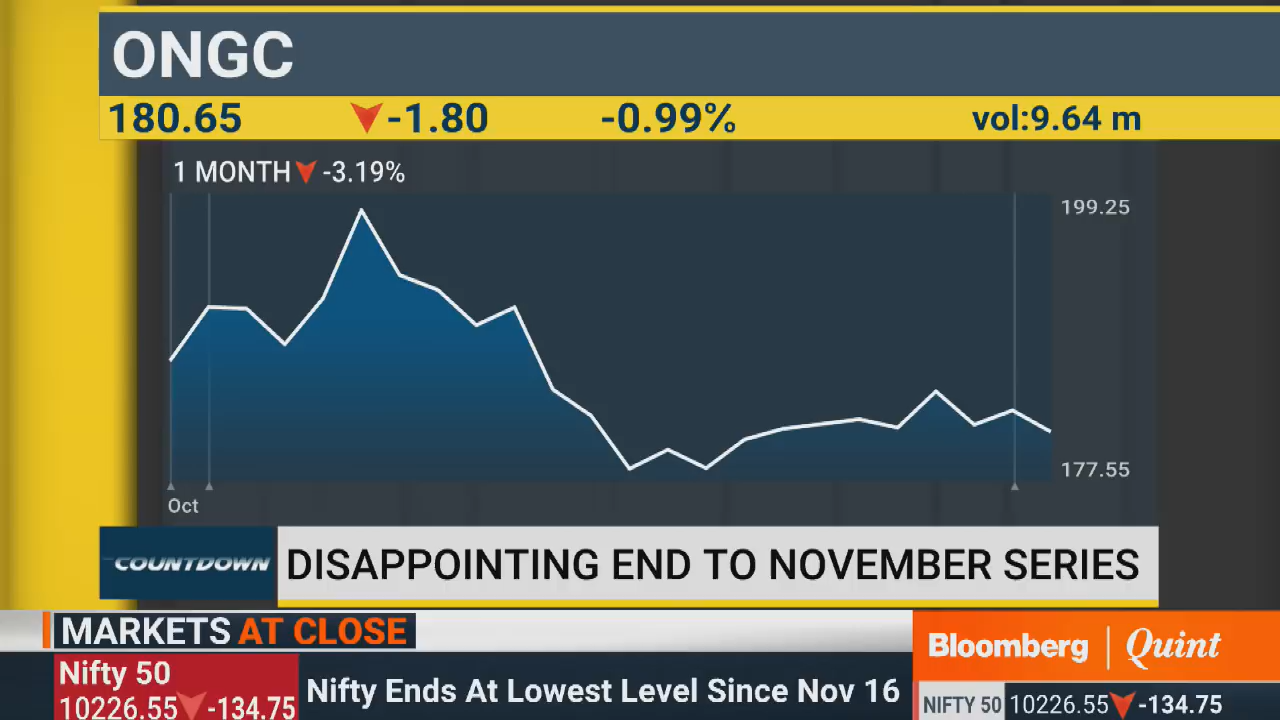 ONGC
180.65 -1.80 -0.99% vol:9.64 m
1 MONTH -3.19%
199.25
177.55
Oct
COUNTDOWN DISAPPOINTING END TO NOVEMBER SERIES
MARKETS AT CLOSE
Bloomberg | Quint
Nifty 50
10226.55 -134.75
Nifty Ends At Lowest Level Since Nov 16
NIFTY 50 10226.55 -134.75